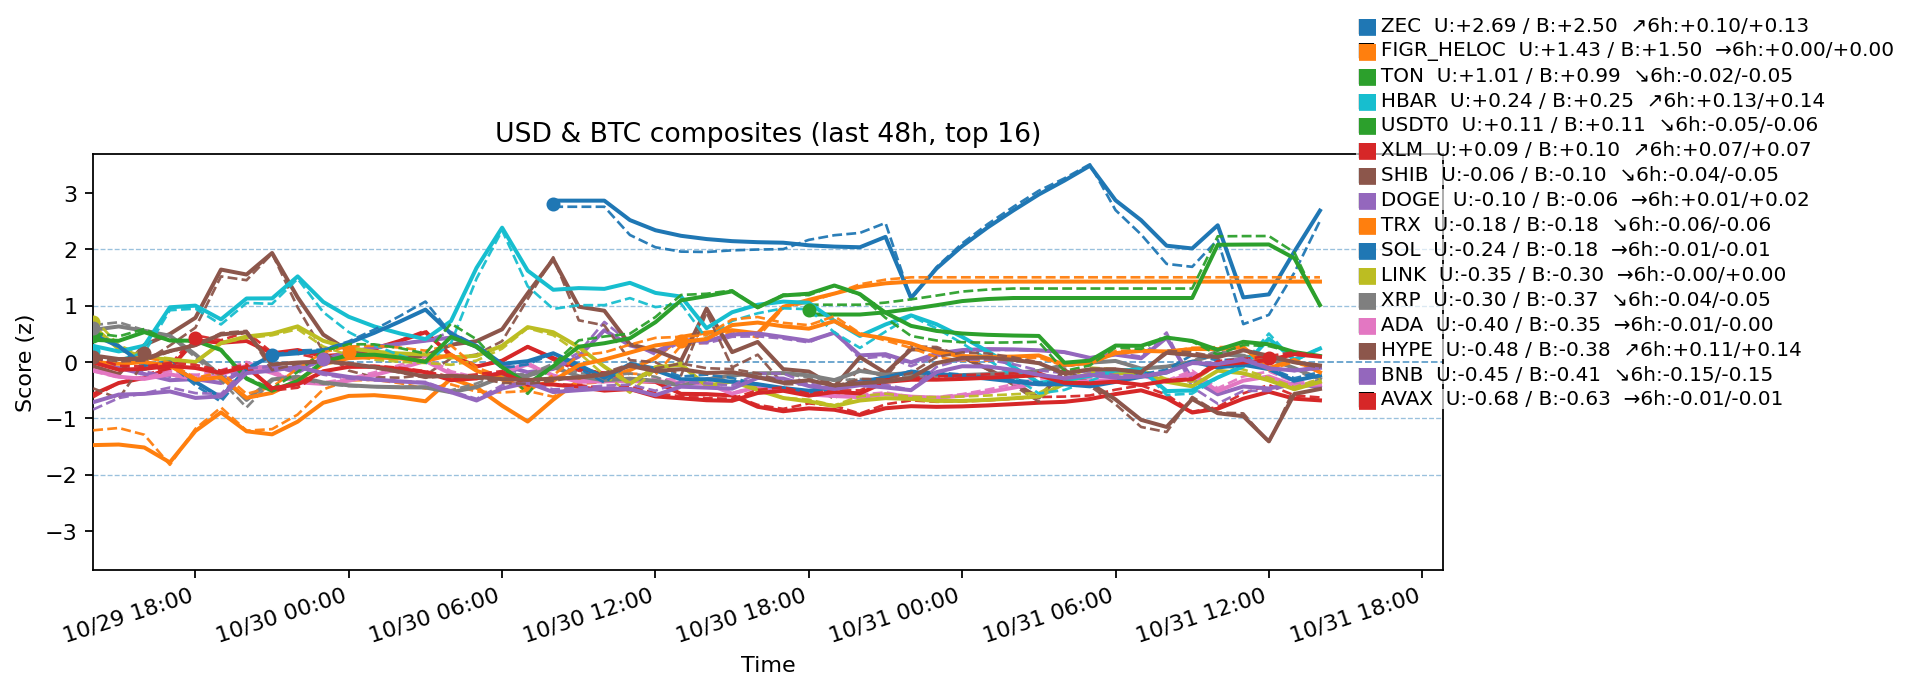 ZEC  U:+2.69 / B:+2.50  ↗6h:+0.10/+0.13
FIGR_HELOC  U:+1.43 / B:+1.50  →6h:+0.00/+0.00
TON  U:+1.01 / B:+0.99  ↘6h:-0.02/-0.05
HBAR  U:+0.24 / B:+0.25  ↗6h:+0.13/+0.14
USDT0  U:+0.11 / B:+0.11  ↘6h:-0.05/-0.06
XLM  U:+0.09 / B:+0.10  ↗6h:+0.07/+0.07
SHIB  U:-0.06 / B:-0.10  ↘6h:-0.04/-0.05
DOGE  U:-0.10 / B:-0.06  →6h:+0.01/+0.02
TRX  U:-0.18 / B:-0.18  ↘6h:-0.06/-0.06
SOL  U:-0.24 / B:-0.18  →6h:-0.01/-0.01
LINK  U:-0.35 / B:-0.30  →6h:-0.00/+0.00
XRP  U:-0.30 / B:-0.37  ↘6h:-0.04/-0.05
ADA  U:-0.40 / B:-0.35  →6h:-0.01/-0.00
HYPE  U:-0.48 / B:-0.38  ↗6h:+0.11/+0.14
BNB  U:-0.45 / B:-0.41  ↘6h:-0.15/-0.15
AVAX  U:-0.68 / B:-0.63  →6h:-0.01/-0.01
USD & BTC composites (last 48h, top 16)
Score (z)
3
2
1
0
−1
−2
−3
10/29 18:00
10/30 00:00
10/30 06:00
10/30 12:00
10/30 18:00
10/31 00:00
10/31 06:00
10/31 12:00
10/31 18:00
Time